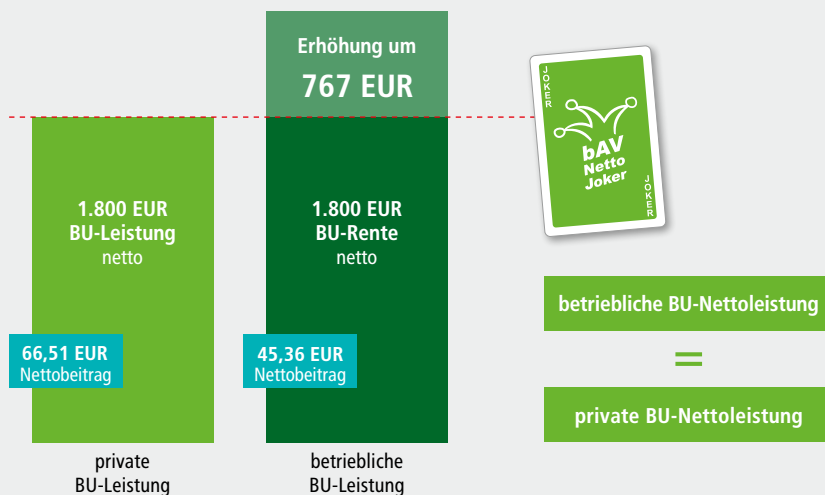 Erhöhung um
767 EUR
1.800 EUR
BU-Leistung
netto
66,51 EUR
Nettobeitrag
private
BU-Leistung
1.800 EUR
BU-Rente
netto
45,36 EUR
Nettobeitrag
betriebliche
BU-Leistung
JOKER
bAV
Netto
Joker
JOKER
betriebliche BU-Nettoleistung
=
private BU-Nettoleistung